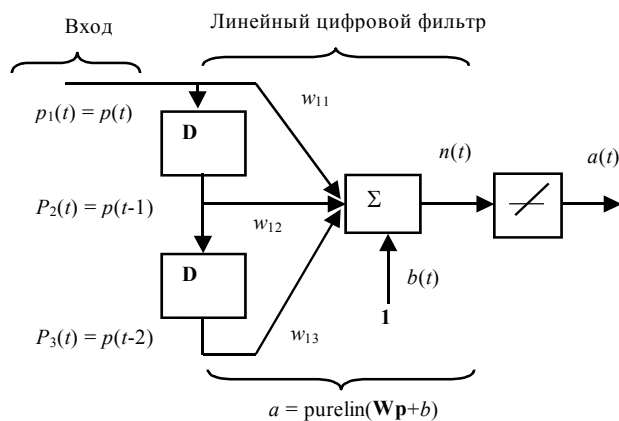 Вход
Линейный цифровой фильтр
p1(t) = p(t)
D
w11
n(t)
a(t)
P2(t) = p(t-1)
w12
Σ
D
b(t)
1
P3(t) = p(t-2)
w13
a = purelin(Wp+b)